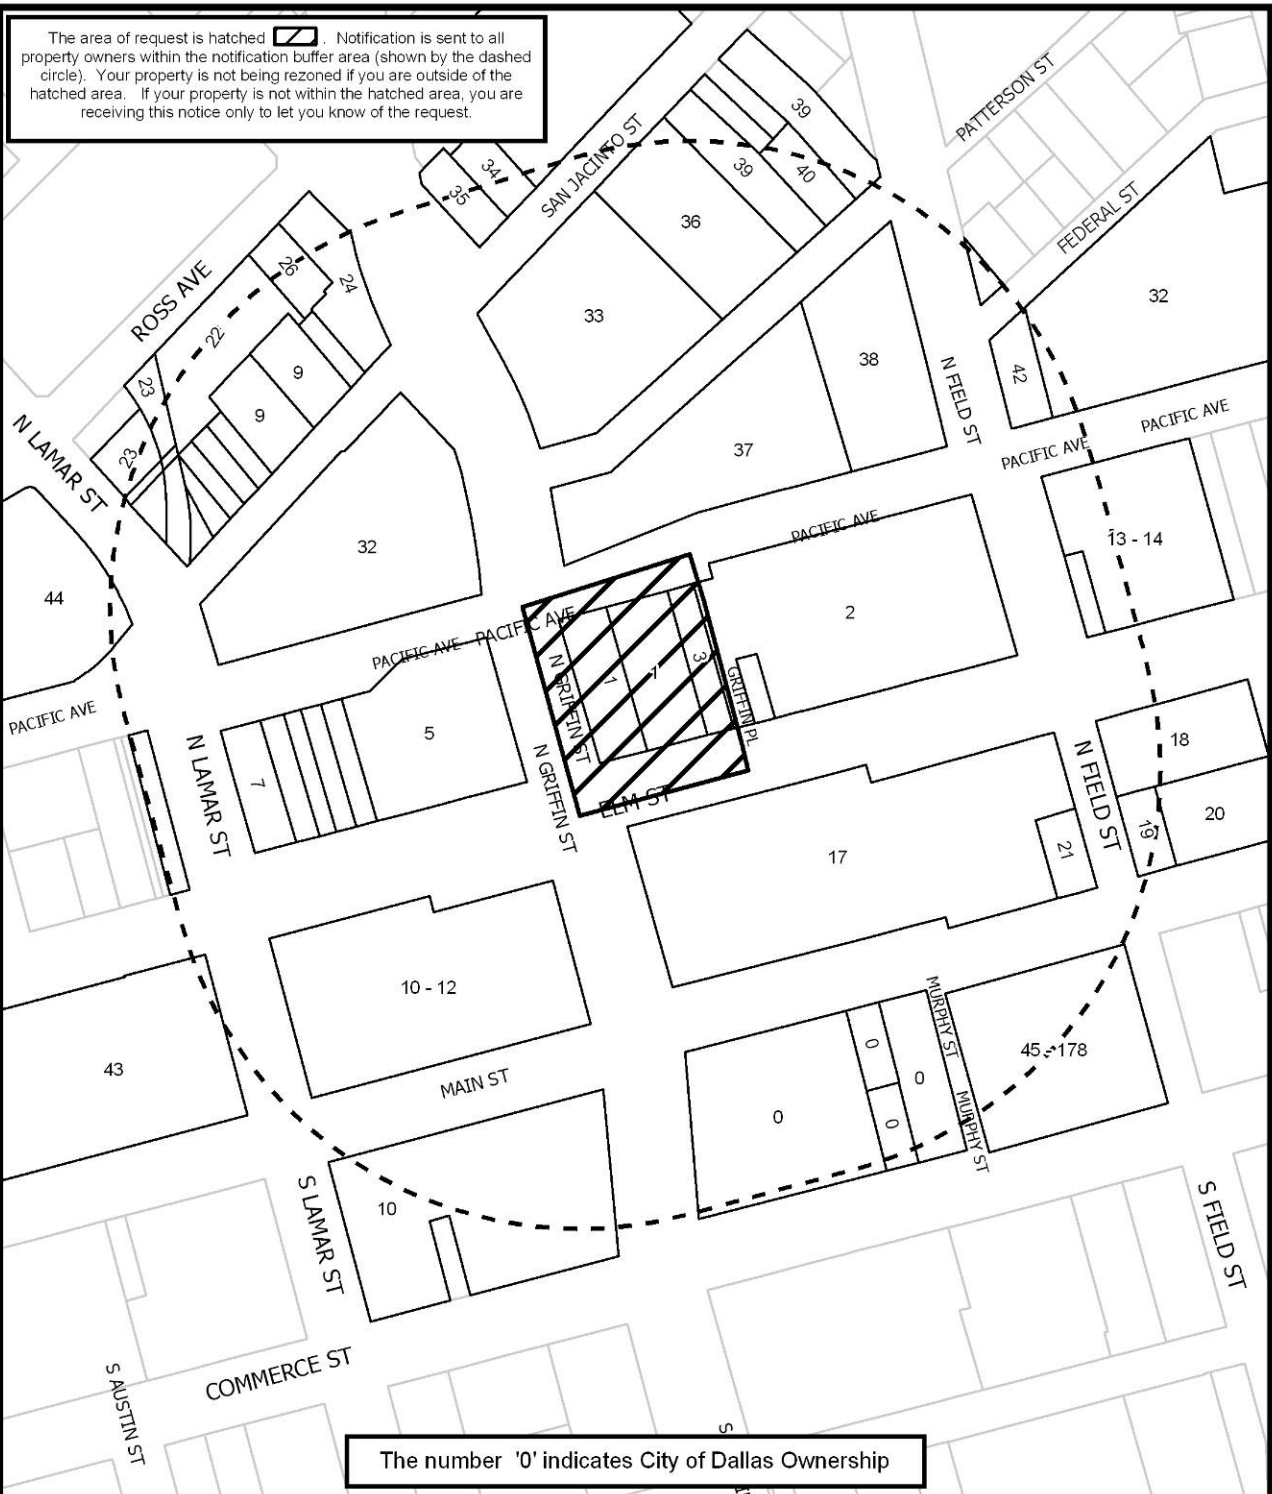 The area of request is hatched . Notification is sent to all
property owners within the notification buffer area (shown by the dashed
circle). Your property is not being rezoned if you are outside of the
hatched area. If your property is not within the hatched area, you are
receiving this notice only to let you know of the request.
PATTERSON ST
39
SAN JACINTO ST
34
35
39
40
36
FEDERAL ST
ROSS AVE
26
24
32
33
22
9
38
42
23
N FIELD ST
9
PACIFIC AVE
N LAMAR ST
23
37
PACIFIC AVE
PACIFIC AVE
32
13 - 14
44
2
PACIFIC AVE
PACIFIC AVE
N GRIFFIN ST
1
1
3
GRIFFIN PL
PACIFIC AVE
5
18
7
N LAMAR ST
N GRIFFIN ST
ELM ST
N FIELD ST
20
19
21
17
10 - 12
MURPHY ST
0
45 - 178
43
MAIN ST
0
0
0
MURPHY ST
10
S LAMAR ST
S FIELD ST
COMMERCE ST
S AUSTIN ST
S
The number '0' indicates City of Dallas Ownership